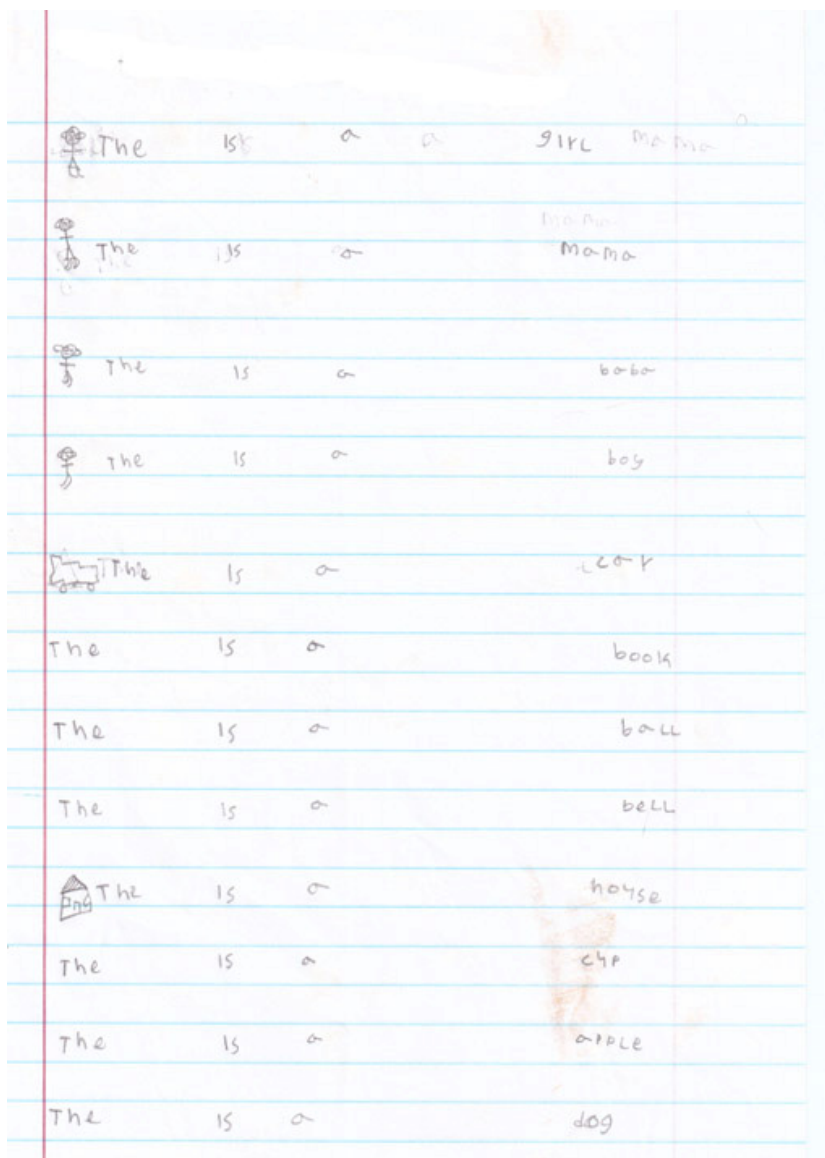 The Is a a girl mama
mama
The Is a mama
The Is a baba
The Is a boy
The Is a car
The Is a book
The Is a ball
The Is a bell
The Is a house
The Is a cup
The Is a apple
The Is a dog